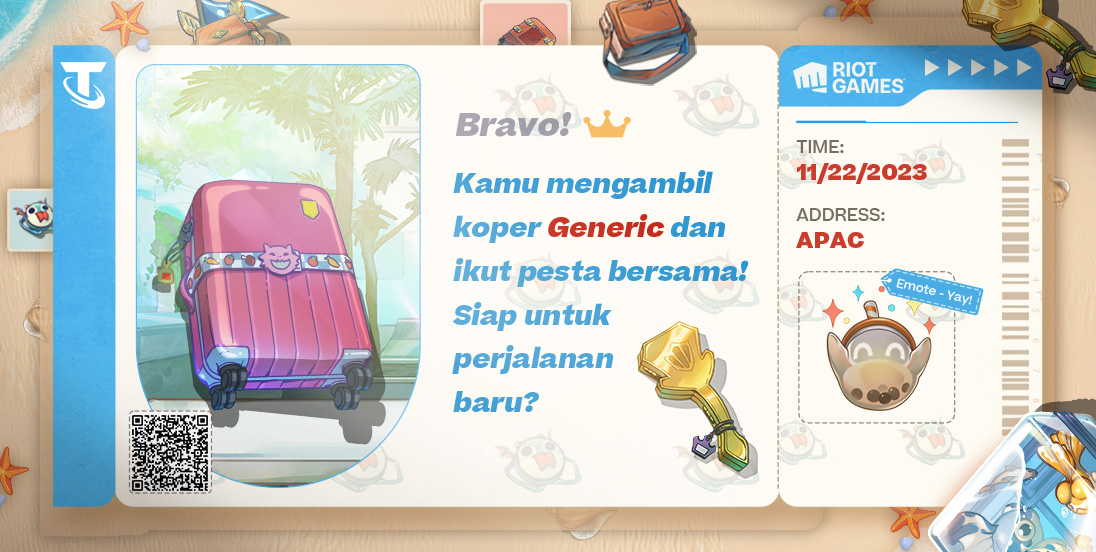 Bravo!
Kamu mengambil
koper Generic dan
ikut pesta bersama!
Siap untuk
perjalanan
baru?
RIOT
GAMES
TIME:
11/22/2023
ADDRESS:
APAC
Emote - Yay!